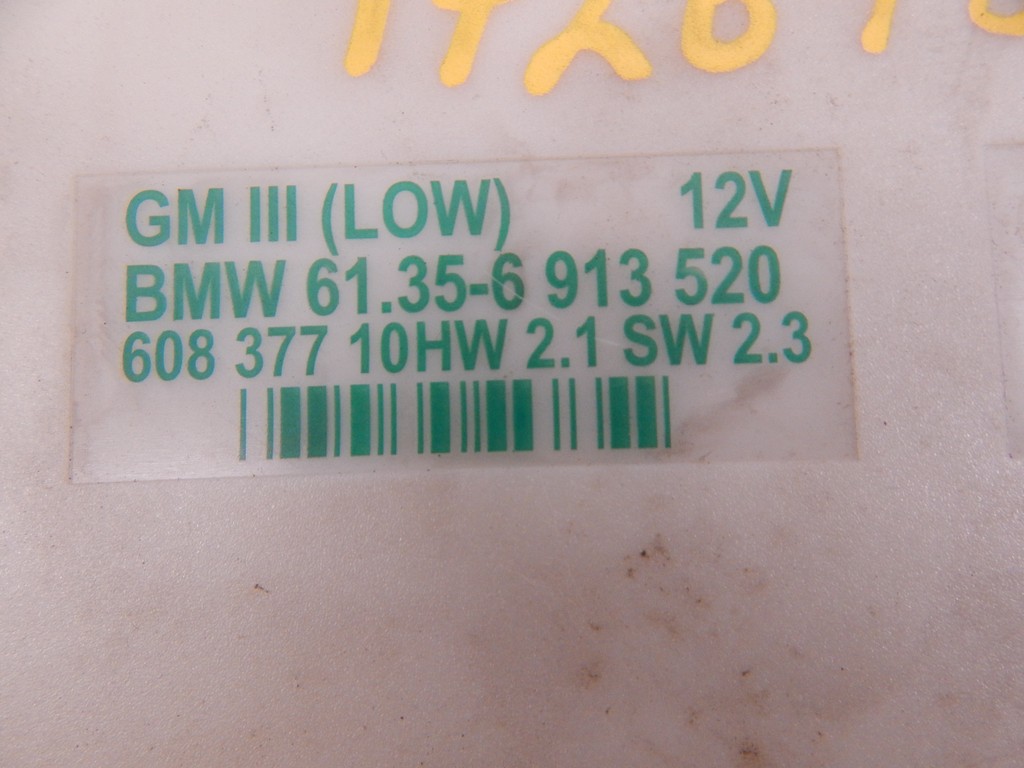 GM III (LOW) 12V
BMW 61.35-6 913 520
608 377 10HW 2.1 SW 2.3